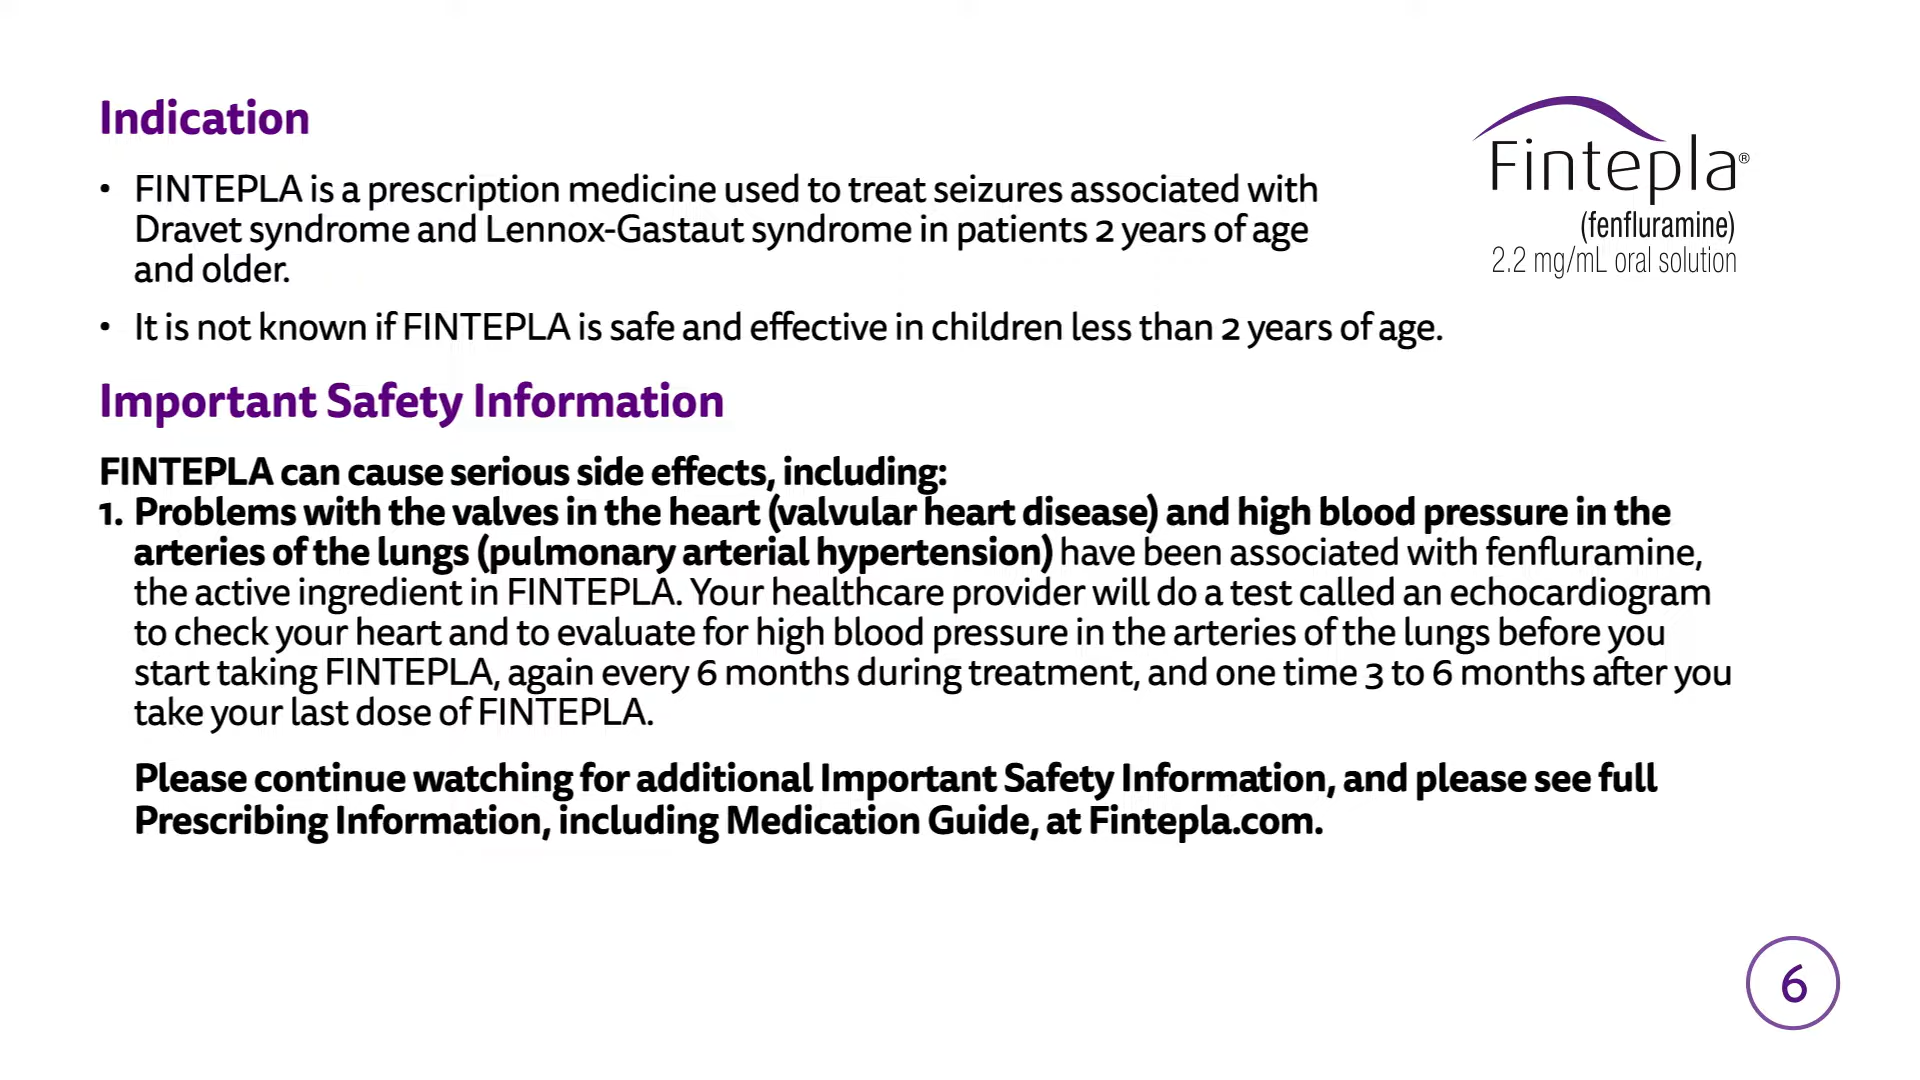 Indication
Fintepla®
(fenfluramine)
2.2 mg/mL oral solution
• FINTEPLA is a prescription medicine used to treat seizures associated with
Dravet syndrome and Lennox-Gastaut syndrome in patients 2 years of age
and older.
• It is not known if FINTEPLA is safe and effective in children less than 2 years of age.
Important Safety Information
FINTEPLA can cause serious side effects, including:
1. Problems with the valves in the heart (valvular heart disease) and high blood pressure in the
arteries of the lungs (pulmonary arterial hypertension) have been associated with fenfluramine,
the active ingredient in FINTEPLA. Your healthcare provider will do a test called an echocardiogram
to check your heart and to evaluate for high blood pressure in the arteries of the lungs before you
start taking FINTEPLA, again every 6 months during treatment, and one time 3 to 6 months after you
take your last dose of FINTEPLA.
Please continue watching for additional Important Safety Information, and please see full
Prescribing Information, including Medication Guide, at Fintepla.com.
6